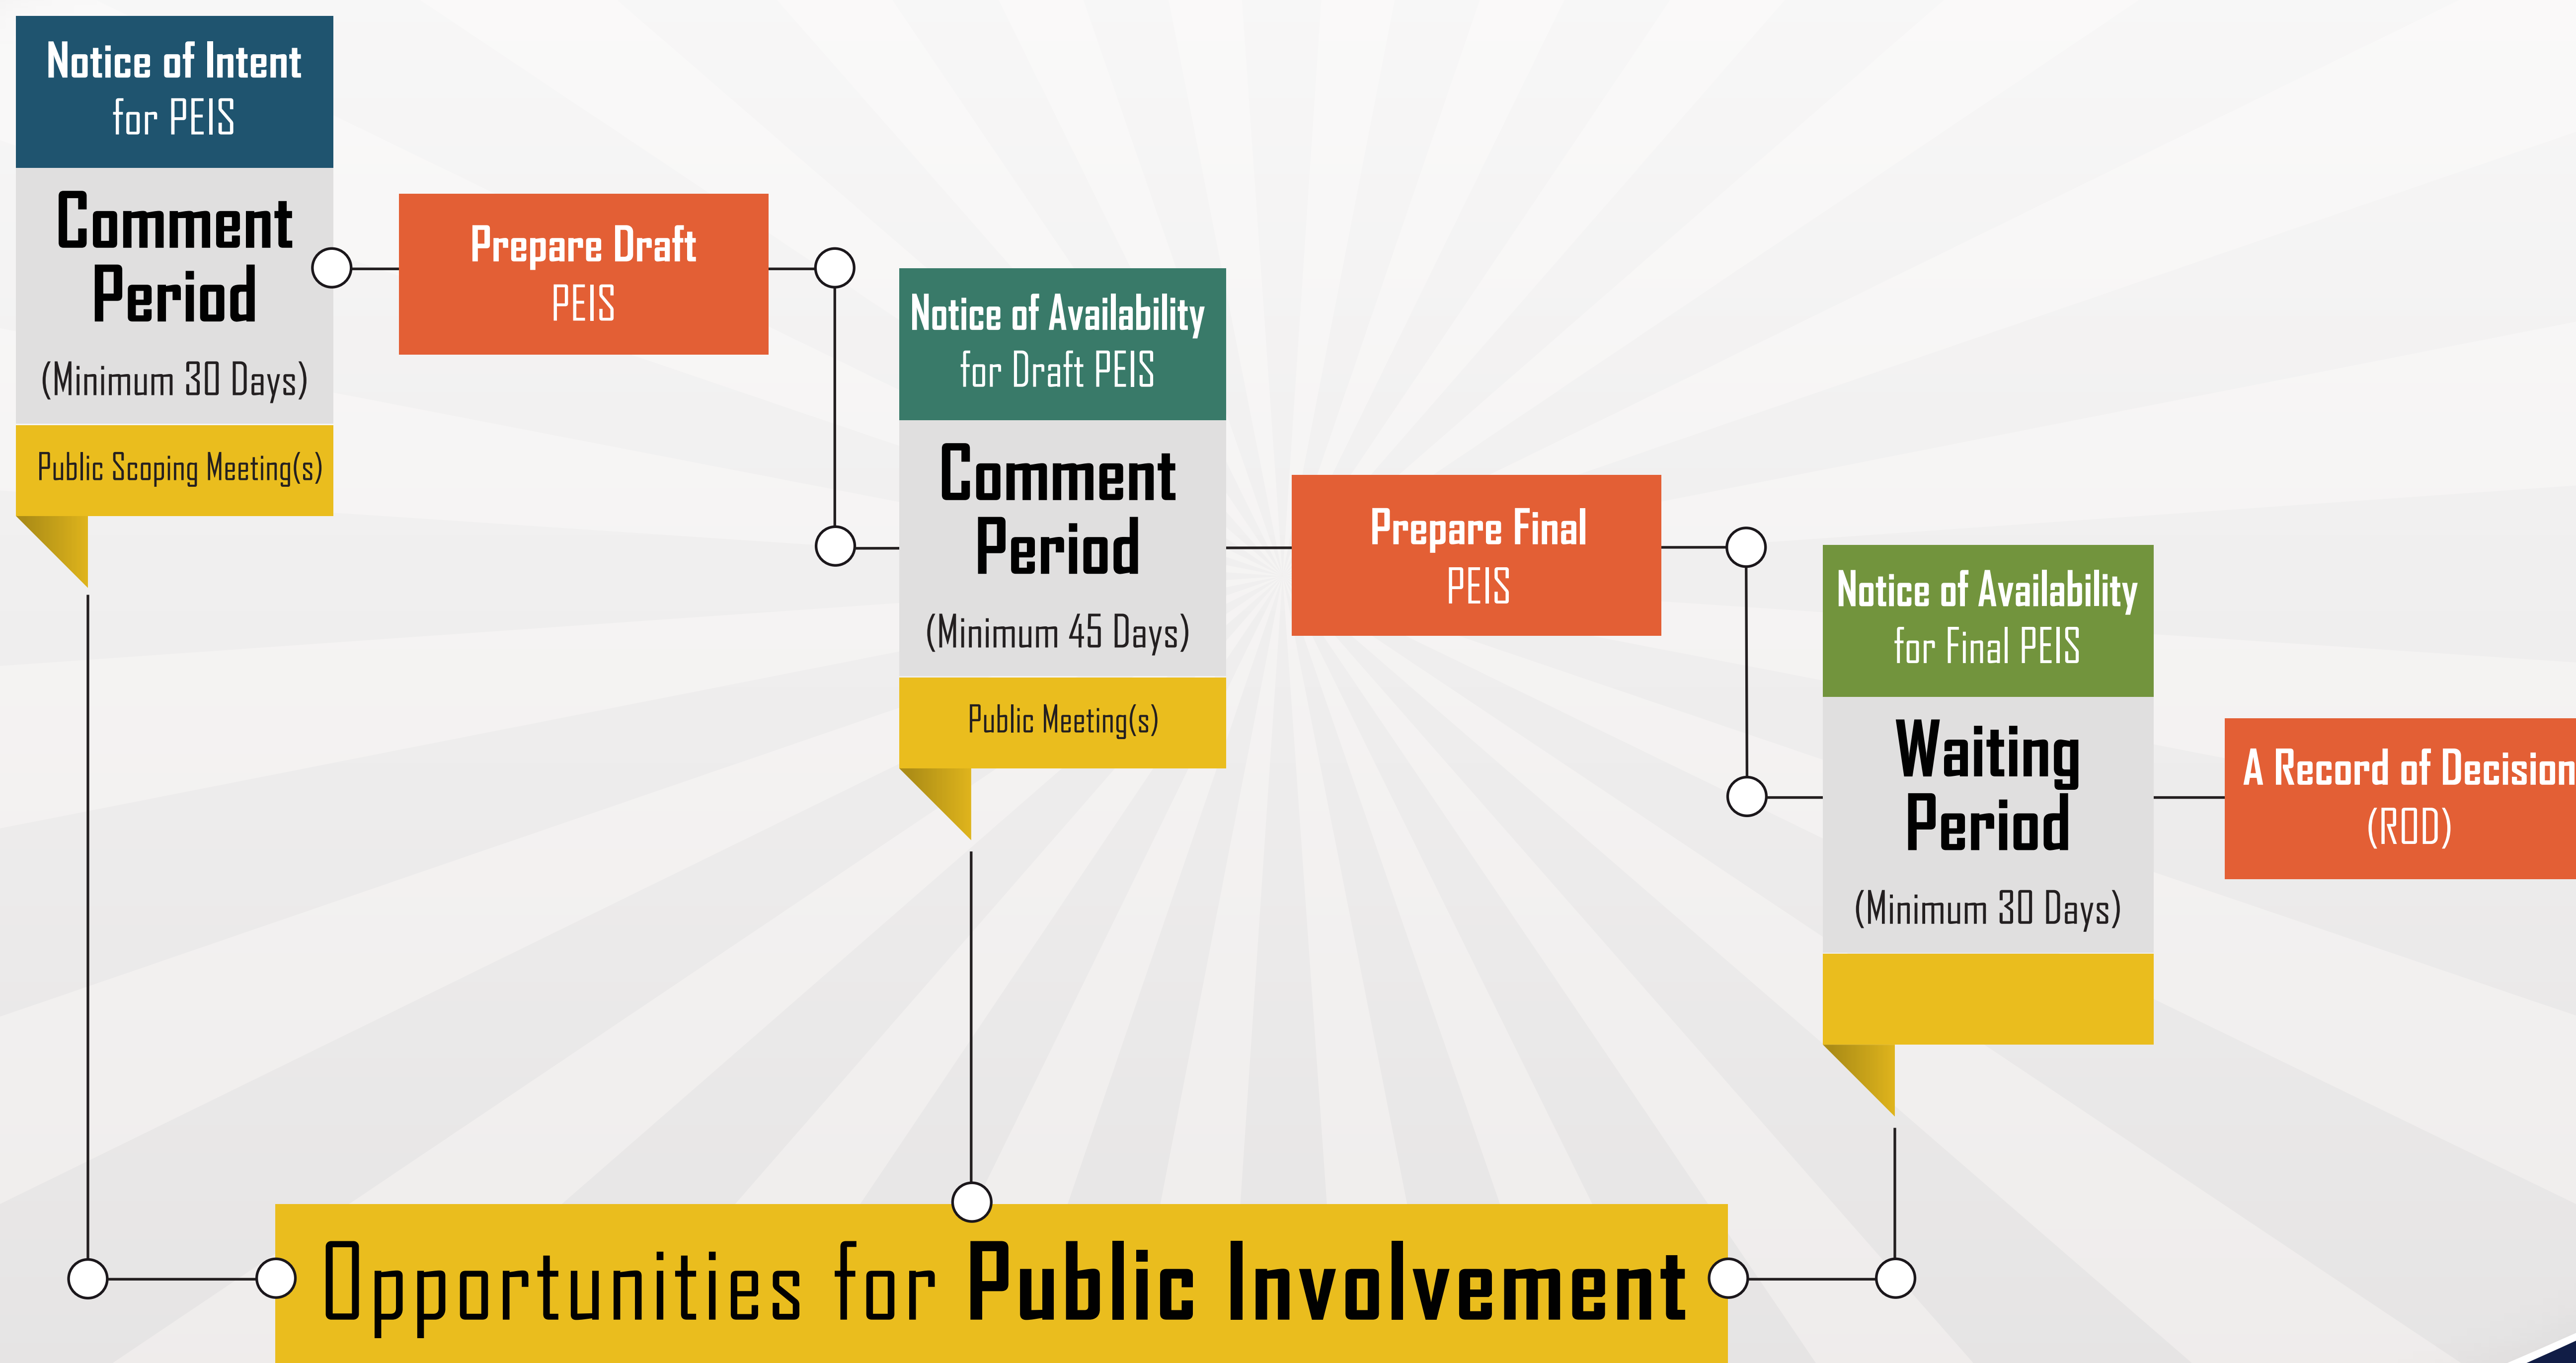 Notice of Intent
for PEIS
Comment
Period
(Minimum 30 Days)
Public Scoping Meeting(s)
Prepare Draft
PEIS
Notice of Availability
for Draft PEIS
Comment
Period
(Minimum 45 Days)
Public Meeting(s)
Prepare Final
PEIS
Notice of Availability
for Final PEIS
Waiting
Period
(Minimum 30 Days)
A Record of Decision
(ROD)
Opportunities for Public Involvement